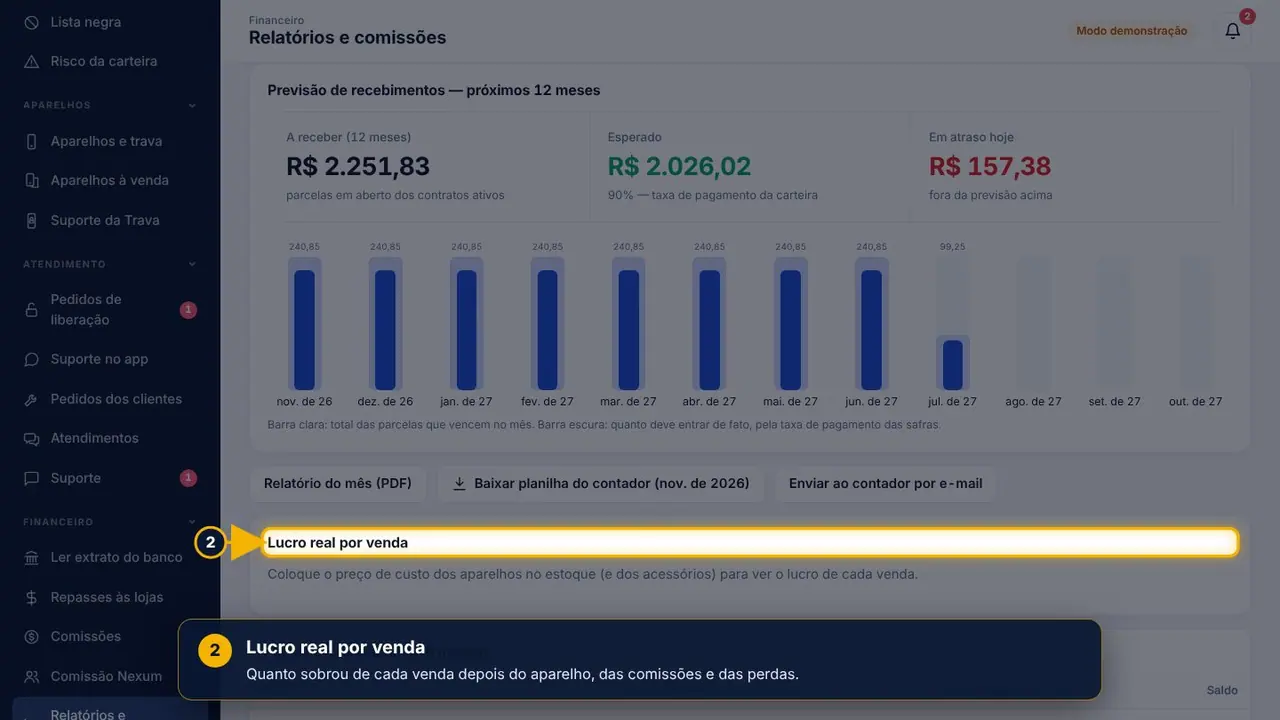 Lista negra
Risco da carteira
APARELHOS
Aparelhos e trava
Aparelhos à venda
Suporte da Trava
ATENDIMENTO
Pedidos de
liberação
1
Suporte no app
Pedidos dos clientes
Atendimentos
Suporte
1
FINANCEIRO
Ler extrato do banco
Repasses às lojas
Comissões
Comissão Nexum
Relatórios e
Financeiro
Relatórios e comissões
Modo demonstração
2
Previsão de recebimentos — próximos 12 meses
A receber (12 meses)
R$ 2.251,83
parcelas em aberto dos contratos ativos
Esperado
R$ 2.026,02
90% — taxa de pagamento da carteira
Em atraso hoje
R$ 157,38
fora da previsão acima
240,85 240,85 240,85 240,85 240,85 240,85 240,85 240,85 99,25
nov. de 26 dez. de 26 jan. de 27 fev. de 27 mar. de 27 abr. de 27 mai. de 27 jun. de 27 jul. de 27 ago. de 27 set. de 27 out. de 27
Barra clara: total das parcelas que vencem no mês. Barra escura: quanto deve entrar de fato, pela taxa de pagamento das safras.
Relatório do mês (PDF)
Baixar planilha do contador (nov. de 2026)
Enviar ao contador por e-mail
2
Lucro real por venda
Coloque o preço de custo dos aparelhos no estoque (e dos acessórios) para ver o lucro de cada venda.
2
Lucro real por venda
Quanto sobrou de cada venda depois do aparelho, das comissões e das perdas.
Saldo